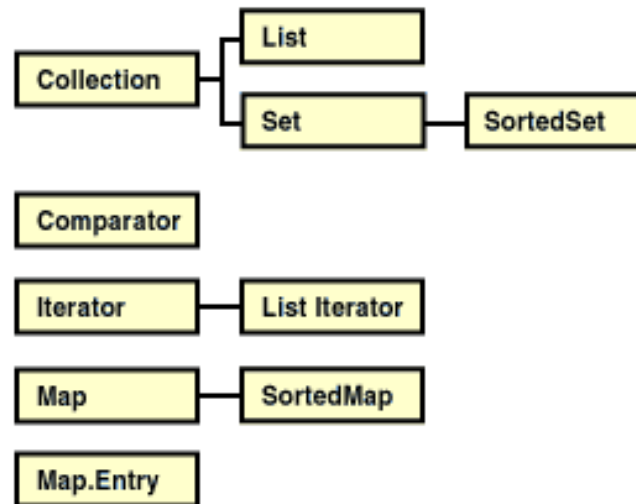 List
Collection
Set
SortedSet
Comparator
Iterator
List Iterator
Map
SortedMap
Map.Entry